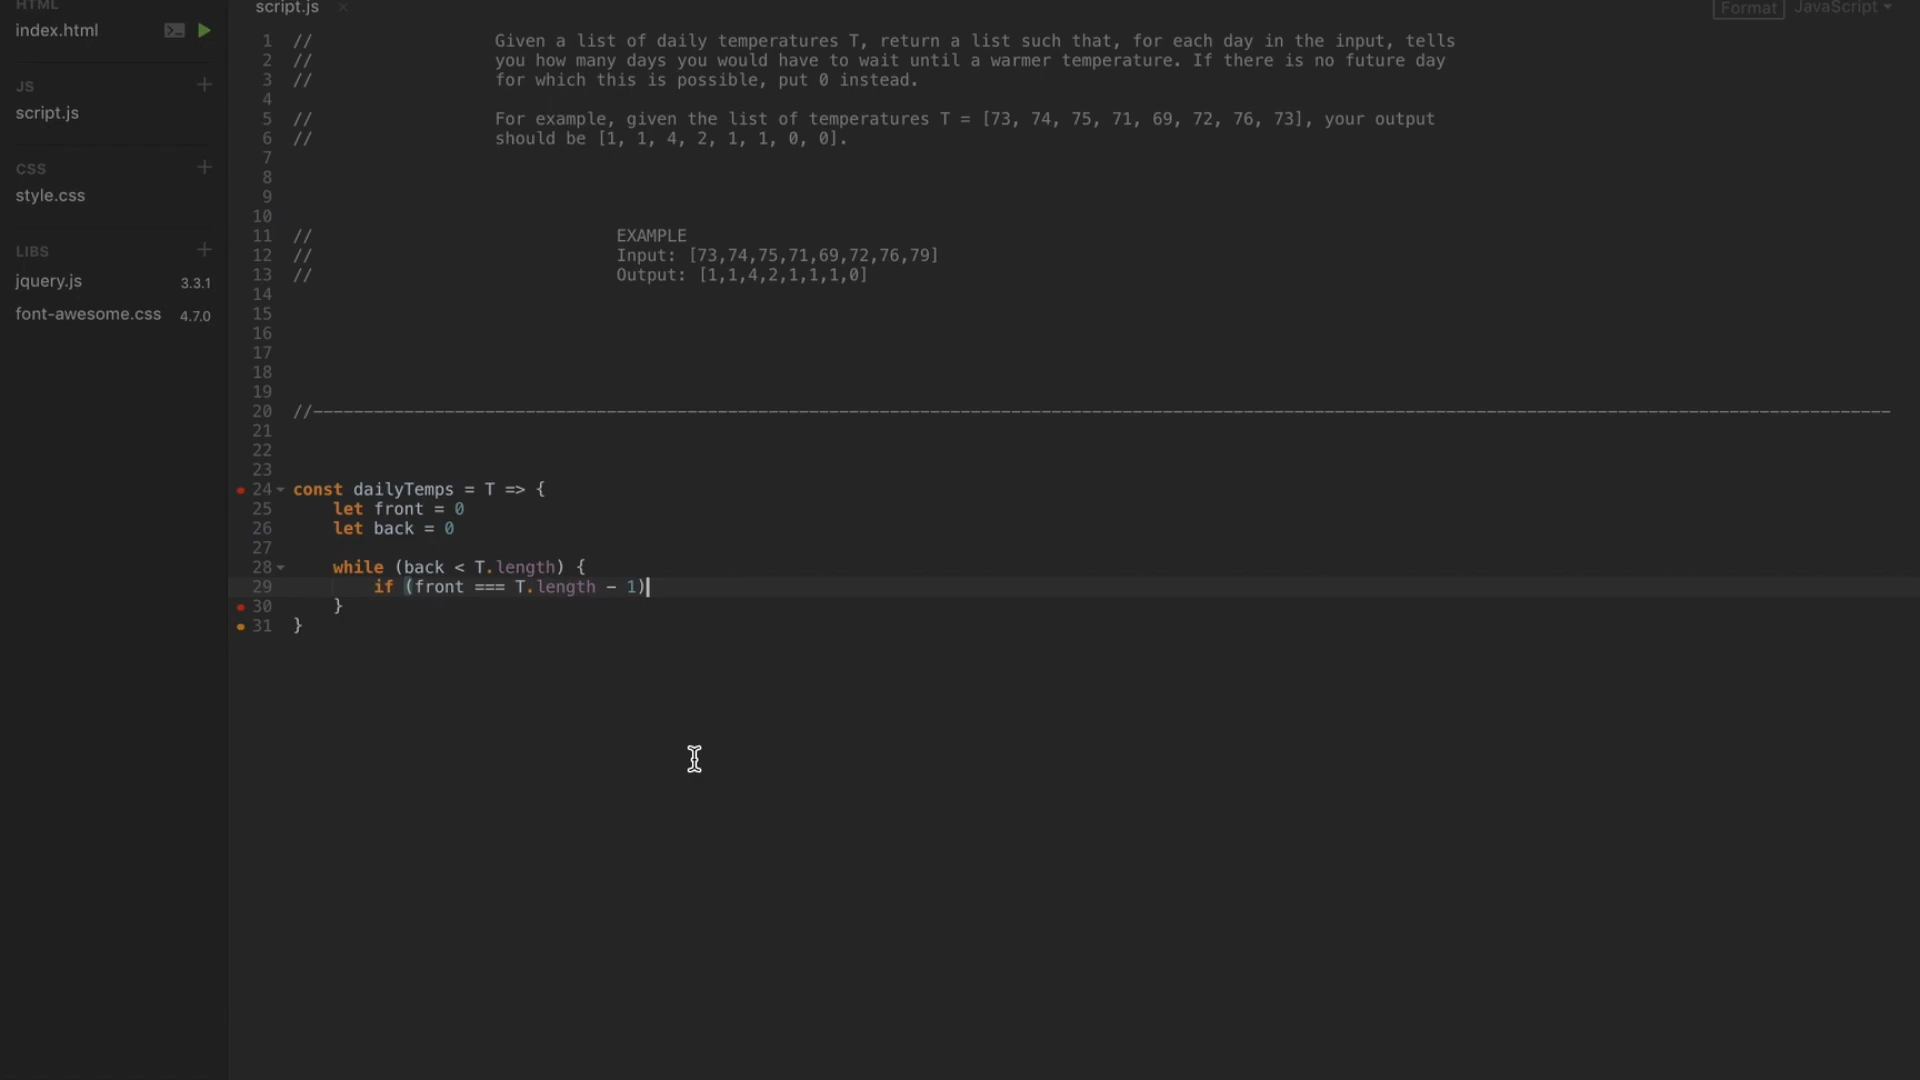 HTML
index.html
JS
script.js
CSS
style.css
LIBS
jquery.js 3.3.1
font-awesome.css 4.7.0
script.js ×
Format JavaScript
1 // Given a list of daily temperatures T, return a list such that, for each day in the input, tells
2 // you how many days you would have to wait until a warmer temperature. If there is no future day
3 // for which this is possible, put 0 instead.
4
5 // For example, given the list of temperatures T = [73, 74, 75, 71, 69, 72, 76, 73], your output
6 // should be [1, 1, 4, 2, 1, 1, 0, 0].
7
8
9
10
11 // EXAMPLE
12 // Input: [73,74,75,71,69,72,76,79]
13 // Output: [1,1,4,2,1,1,1,0]
14
15
16
17
18
19
20 //------------------------------------------------------------------------------------------------------------------------------------------------------------
21
22
23
24 const dailyTemps = T => {
25 let front = 0
26 let back = 0
27
28 while (back < T.length) {
29 if (front === T.length - 1)
30 }
31 }